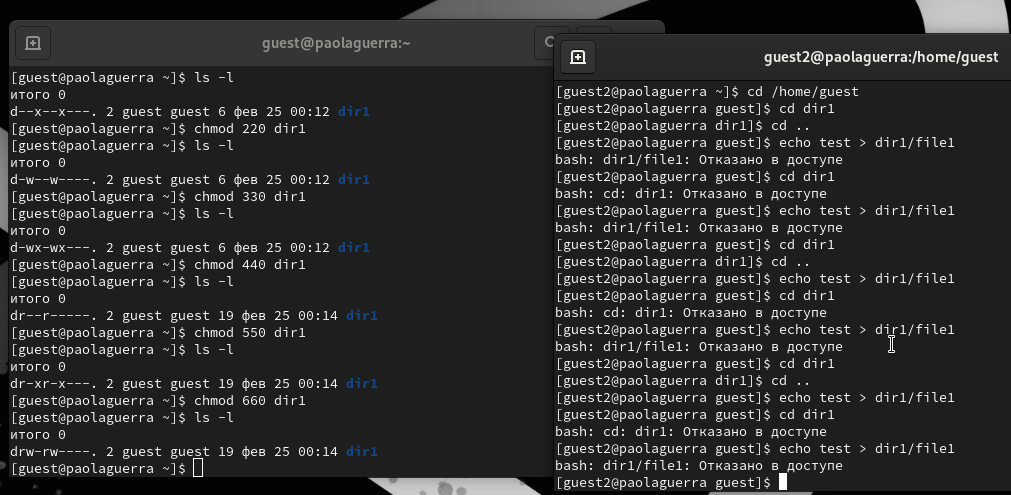 guest@paolaguerra:~
[guest@paolaguerra ~]$ ls -l
итого 0
d--x--x---. 2 guest guest 6 фев 25 00:12 dir1
[guest@paolaguerra ~]$ chmod 220 dir1
[guest@paolaguerra ~]$ ls -l
итого 0
d-w--w----. 2 guest guest 6 фев 25 00:12 dir1
[guest@paolaguerra ~]$ chmod 330 dir1
[guest@paolaguerra ~]$ ls -l
итого 0
d-wx-wx---. 2 guest guest 6 фев 25 00:12 dir1
[guest@paolaguerra ~]$ chmod 440 dir1
[guest@paolaguerra ~]$ ls -l
итого 0
dr--r-----. 2 guest guest 19 фев 25 00:14 dir1
[guest@paolaguerra ~]$ chmod 550 dir1
[guest@paolaguerra ~]$ ls -l
итого 0
dr-xr-x---. 2 guest guest 19 фев 25 00:14 dir1
[guest@paolaguerra ~]$ chmod 660 dir1
[guest@paolaguerra ~]$ ls -l
итого 0
drw-rw----. 2 guest guest 19 фев 25 00:14 dir1
[guest@paolaguerra ~]$
guest2@paolaguerra:/home/guest
[guest2@paolaguerra ~]$ cd /home/guest
[guest2@paolaguerra guest]$ cd dir1
[guest2@paolaguerra dir1]$ cd ..
[guest2@paolaguerra guest]$ echo test > dir1/file1
bash: dir1/file1: Отказано в доступе
[guest2@paolaguerra guest]$ cd dir1
bash: cd: dir1: Отказано в доступе
[guest2@paolaguerra guest]$ echo test > dir1/file1
bash: dir1/file1: Отказано в доступе
[guest2@paolaguerra guest]$ cd dir1
[guest2@paolaguerra dir1]$ cd ..
[guest2@paolaguerra guest]$ echo test > dir1/file1
[guest2@paolaguerra guest]$ cd dir1
bash: cd: dir1: Отказано в доступе
[guest2@paolaguerra guest]$ echo test > dir1/file1
bash: dir1/file1: Отказано в доступе
[guest2@paolaguerra guest]$ cd dir1
[guest2@paolaguerra dir1]$ cd ..
[guest2@paolaguerra guest]$ echo test > dir1/file1
[guest2@paolaguerra guest]$ cd dir1
bash: cd: dir1: Отказано в доступе
[guest2@paolaguerra guest]$ echo test > dir1/file1
bash: dir1/file1: Отказано в доступе
[guest2@paolaguerra guest]$